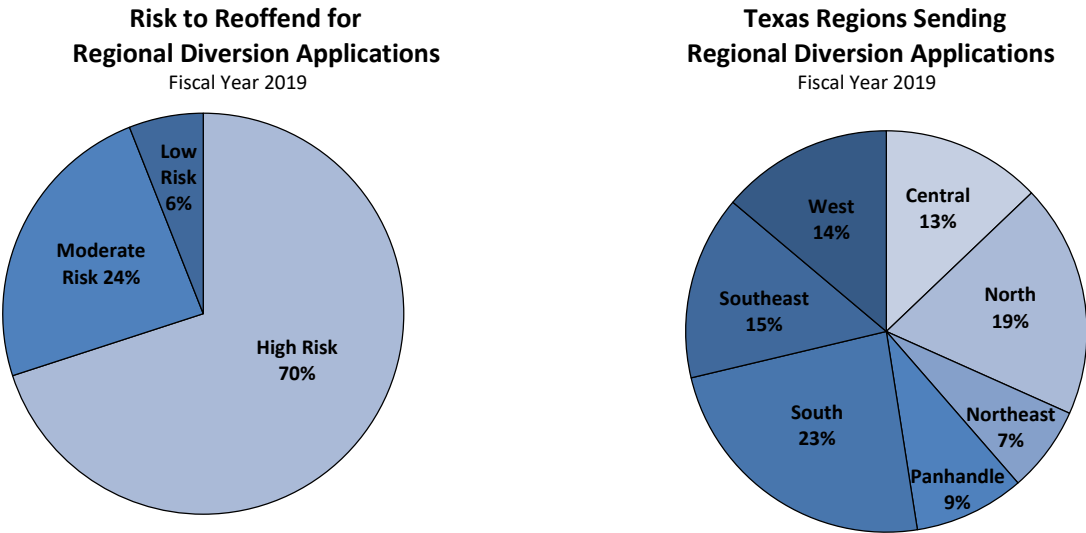 Risk to Reoffend for
Regional Diversion Applications
Fiscal Year 2019
Low
Risk
6%
Moderate
Risk 24%
High Risk
70%
Texas Regions Sending
Regional Diversion Applications
Fiscal Year 2019
Central
13%
North
19%
Northeast
7%
Panhandle
9%
South
23%
Southeast
15%
West
14%